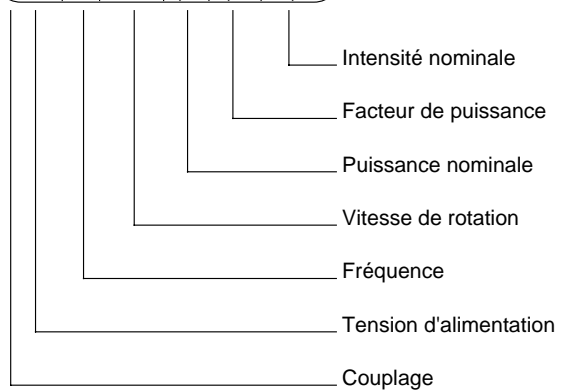 Intensité nominale
Facteur de puissance
Puissance nominale
Vitesse de rotation
Fréquence
Tension d'alimentation
Couplage